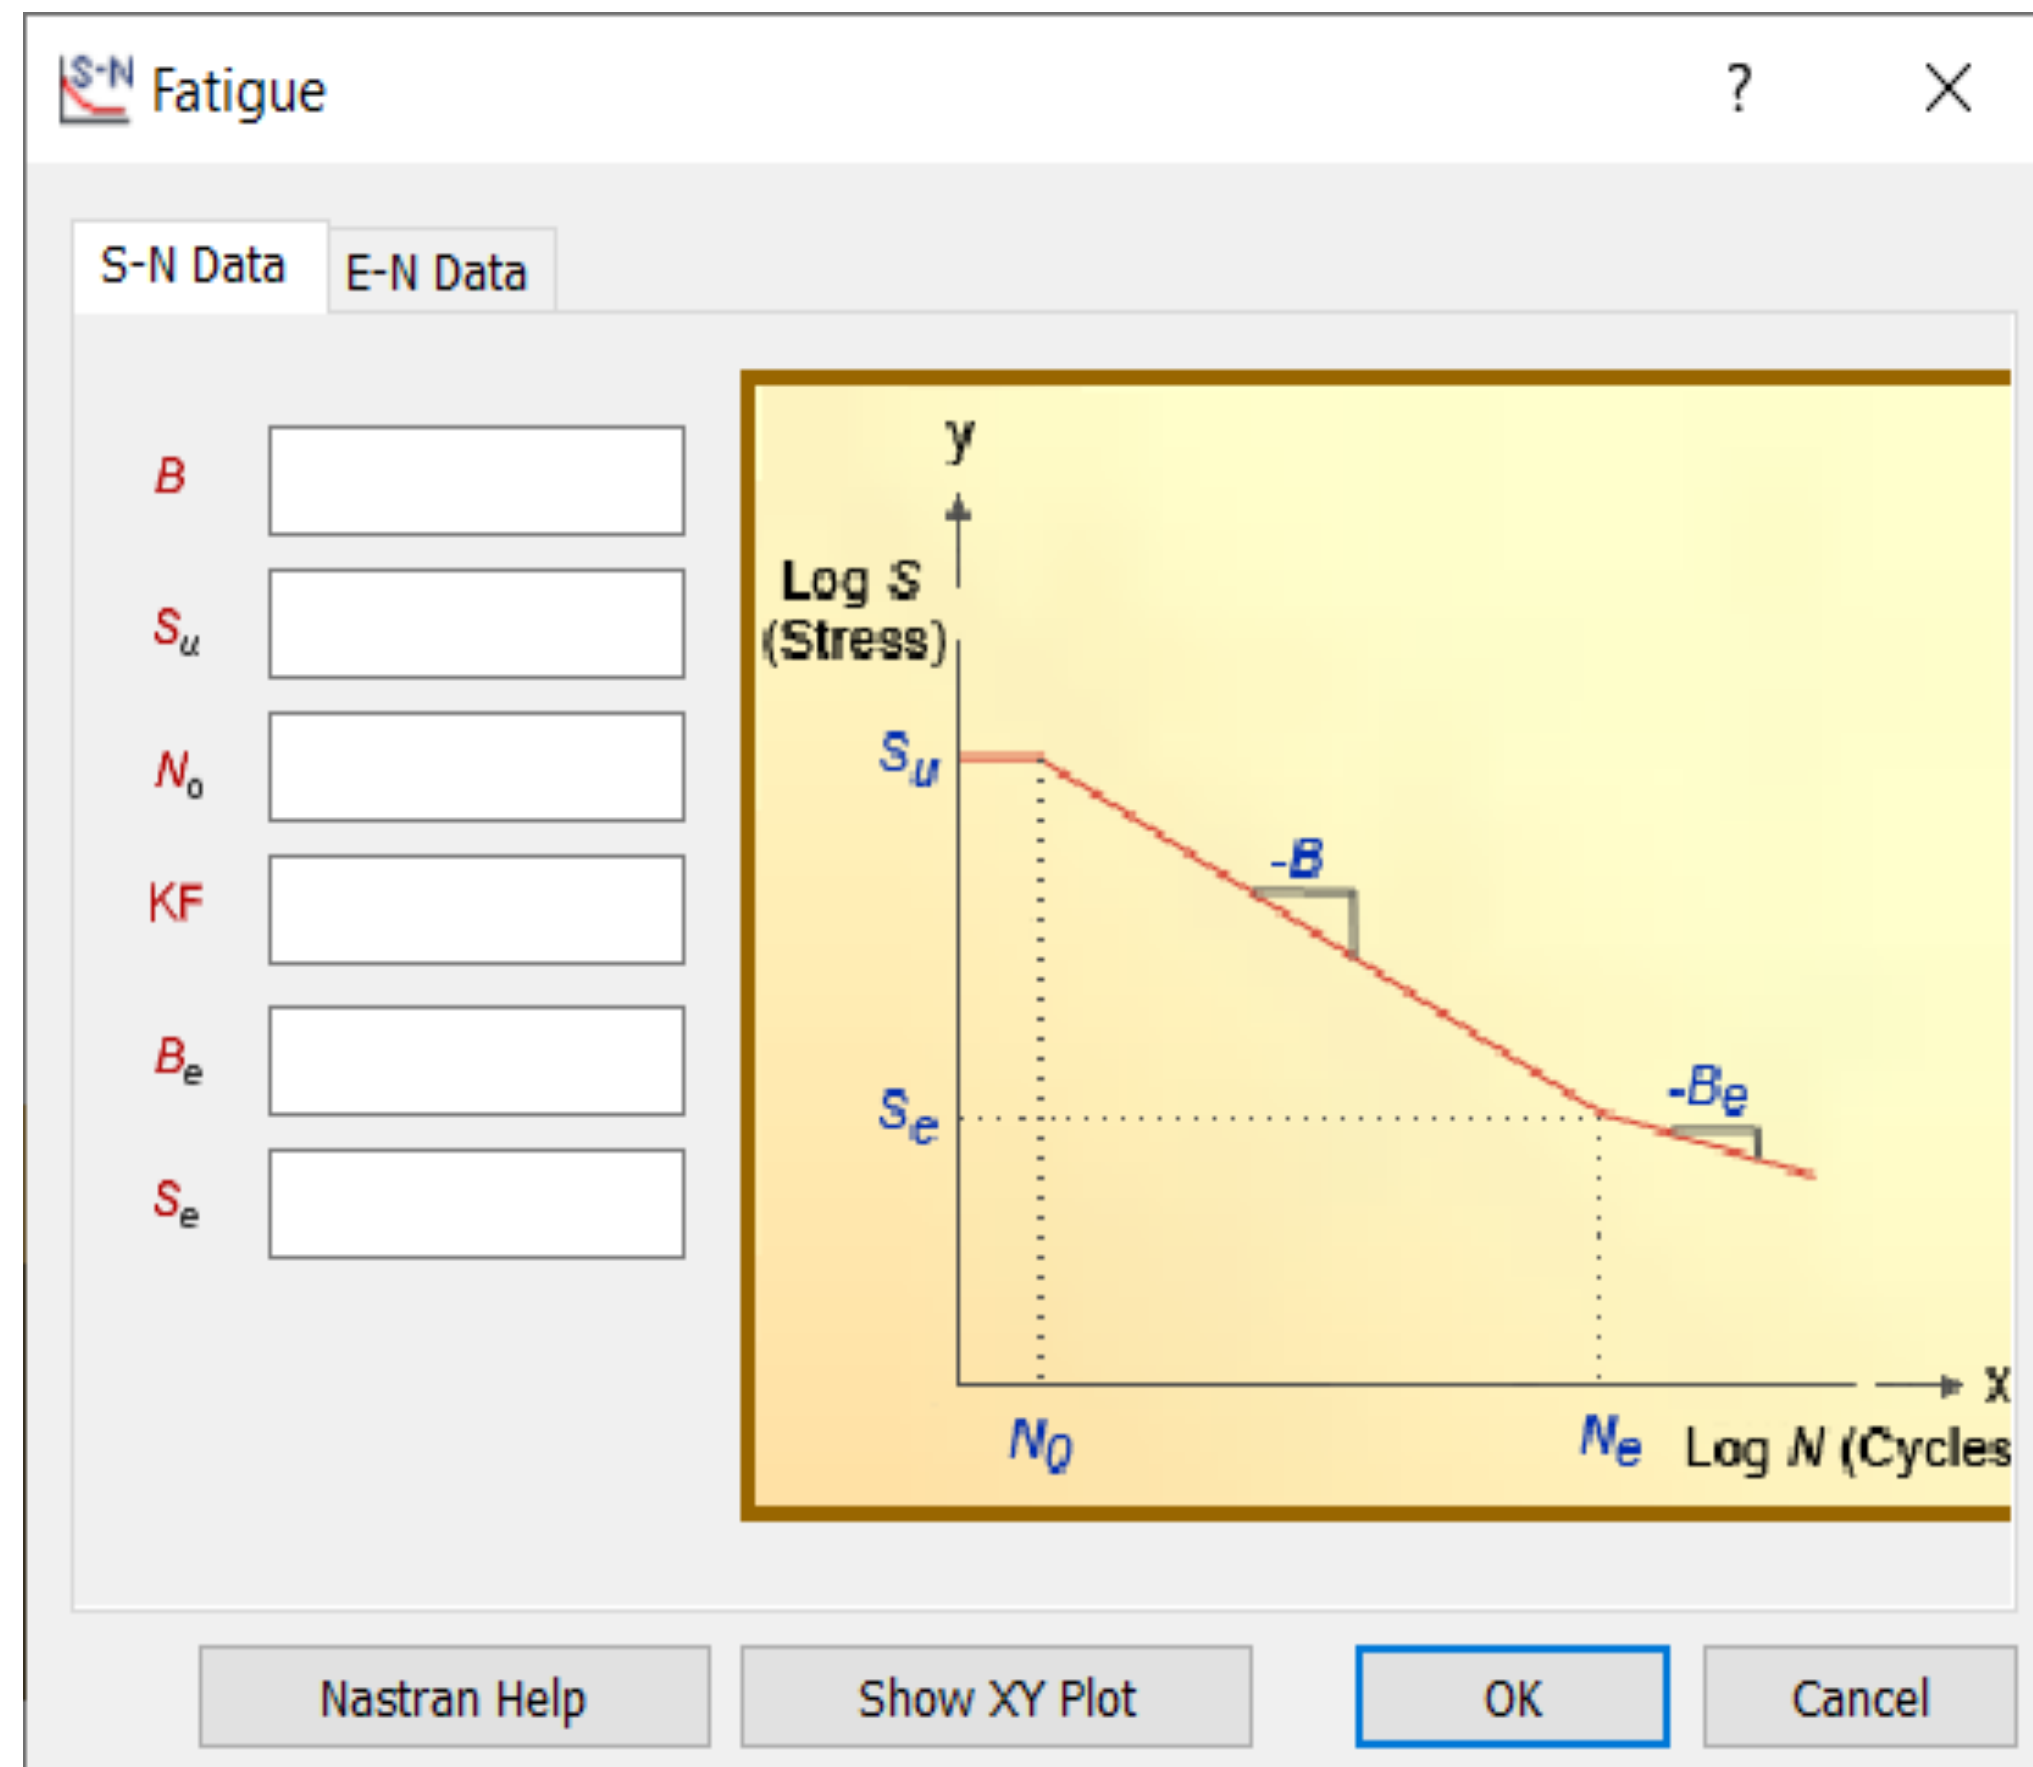 S-N
Fatigue
?
S-N Data
E-N Data
B
Su
No
KF
Be
Se
y
Log S
(Stress)
Su
-B
Se
-Be
x
N0
Ne
Log N (Cycles
Nastran Help
Show XY Plot
OK
Cancel